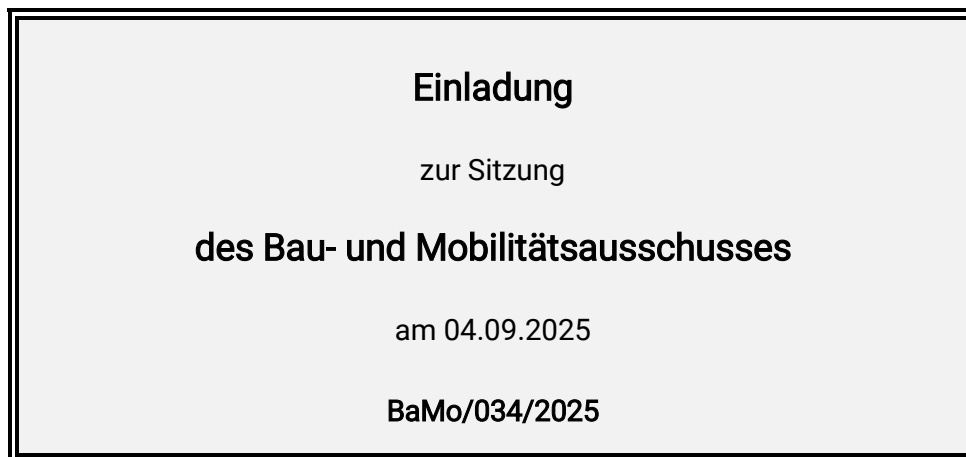 Einladung
zur Sitzung
des Bau- und Mobilitätsausschusses
am 04.09.2025
BaMo/034/2025